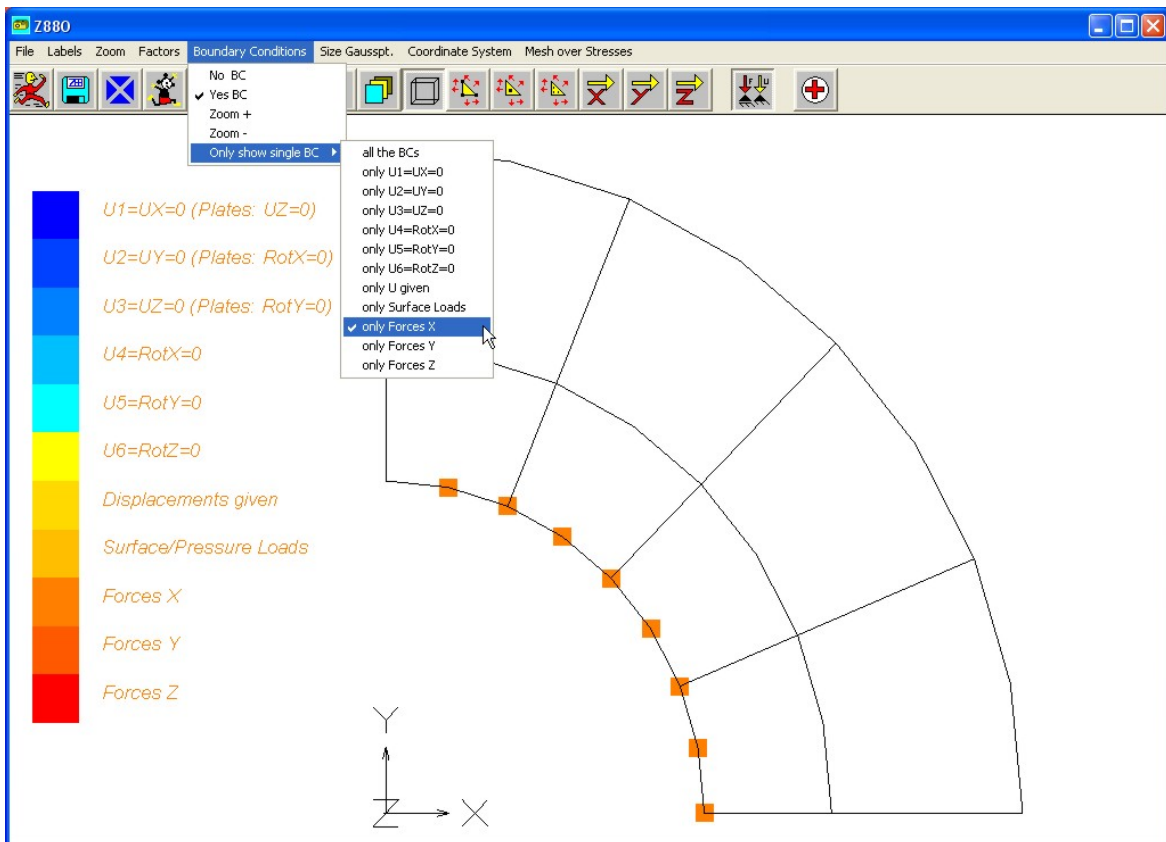 Z88O
File Labels Zoom Factors Boundary Conditions Size Gausspt. Coordinate System Mesh over Stresses
No BC
Yes BC
Zoom +
Zoom -
Only show single BC
all the BCs
only U1=UX=0
only U2=UY=0
only U3=UZ=0
only U4=RotX=0
only U5=RotY=0
only U6=RotZ=0
only U given
only Surface Loads
only Forces X
only Forces Y
only Forces Z
X Y Z
r u
U1=UX=0 (Plates: UZ=0)
U2=UY=0 (Plates: RotX=0)
U3=UZ=0 (Plates: RotY=0)
U4=RotX=0
U5=RotY=0
U6=RotZ=0
Displacements given
Surface/Pressure Loads
Forces X
Forces Y
Forces Z
Y
Z X